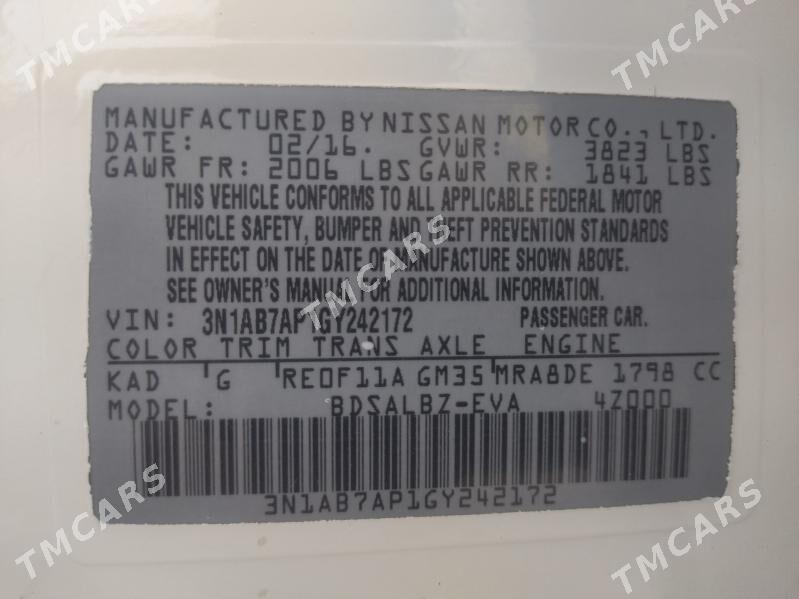 MANUFACTURED BY NISSAN MOTOR CO., LTD.
DATE: 02/16. GVWR: 3823 LBS
GAWR FR: 2006 LBS GAWR RR: 1841 LBS
THIS VEHICLE CONFORMS TO ALL APPLICABLE FEDERAL MOTOR
VEHICLE SAFETY, BUMPER AND THEFT PREVENTION STANDARDS
IN EFFECT ON THE DATE OF MANUFACTURE SHOWN ABOVE.
SEE OWNER'S MANUAL FOR ADDITIONAL INFORMATION.
VIN: 3N1AB7AP1GY242172 PASSENGER CAR.
COLOR TRIM TRANS AXLE ENGINE
KAD G RE0F11A GM35 MRA8DE 1798 CC
MODEL: BDSALBZ-EVA 4Z000
3N1AB7AP1GY242172
TMCARS
TMCARS
TMCARS
TMCARS
TMCARS